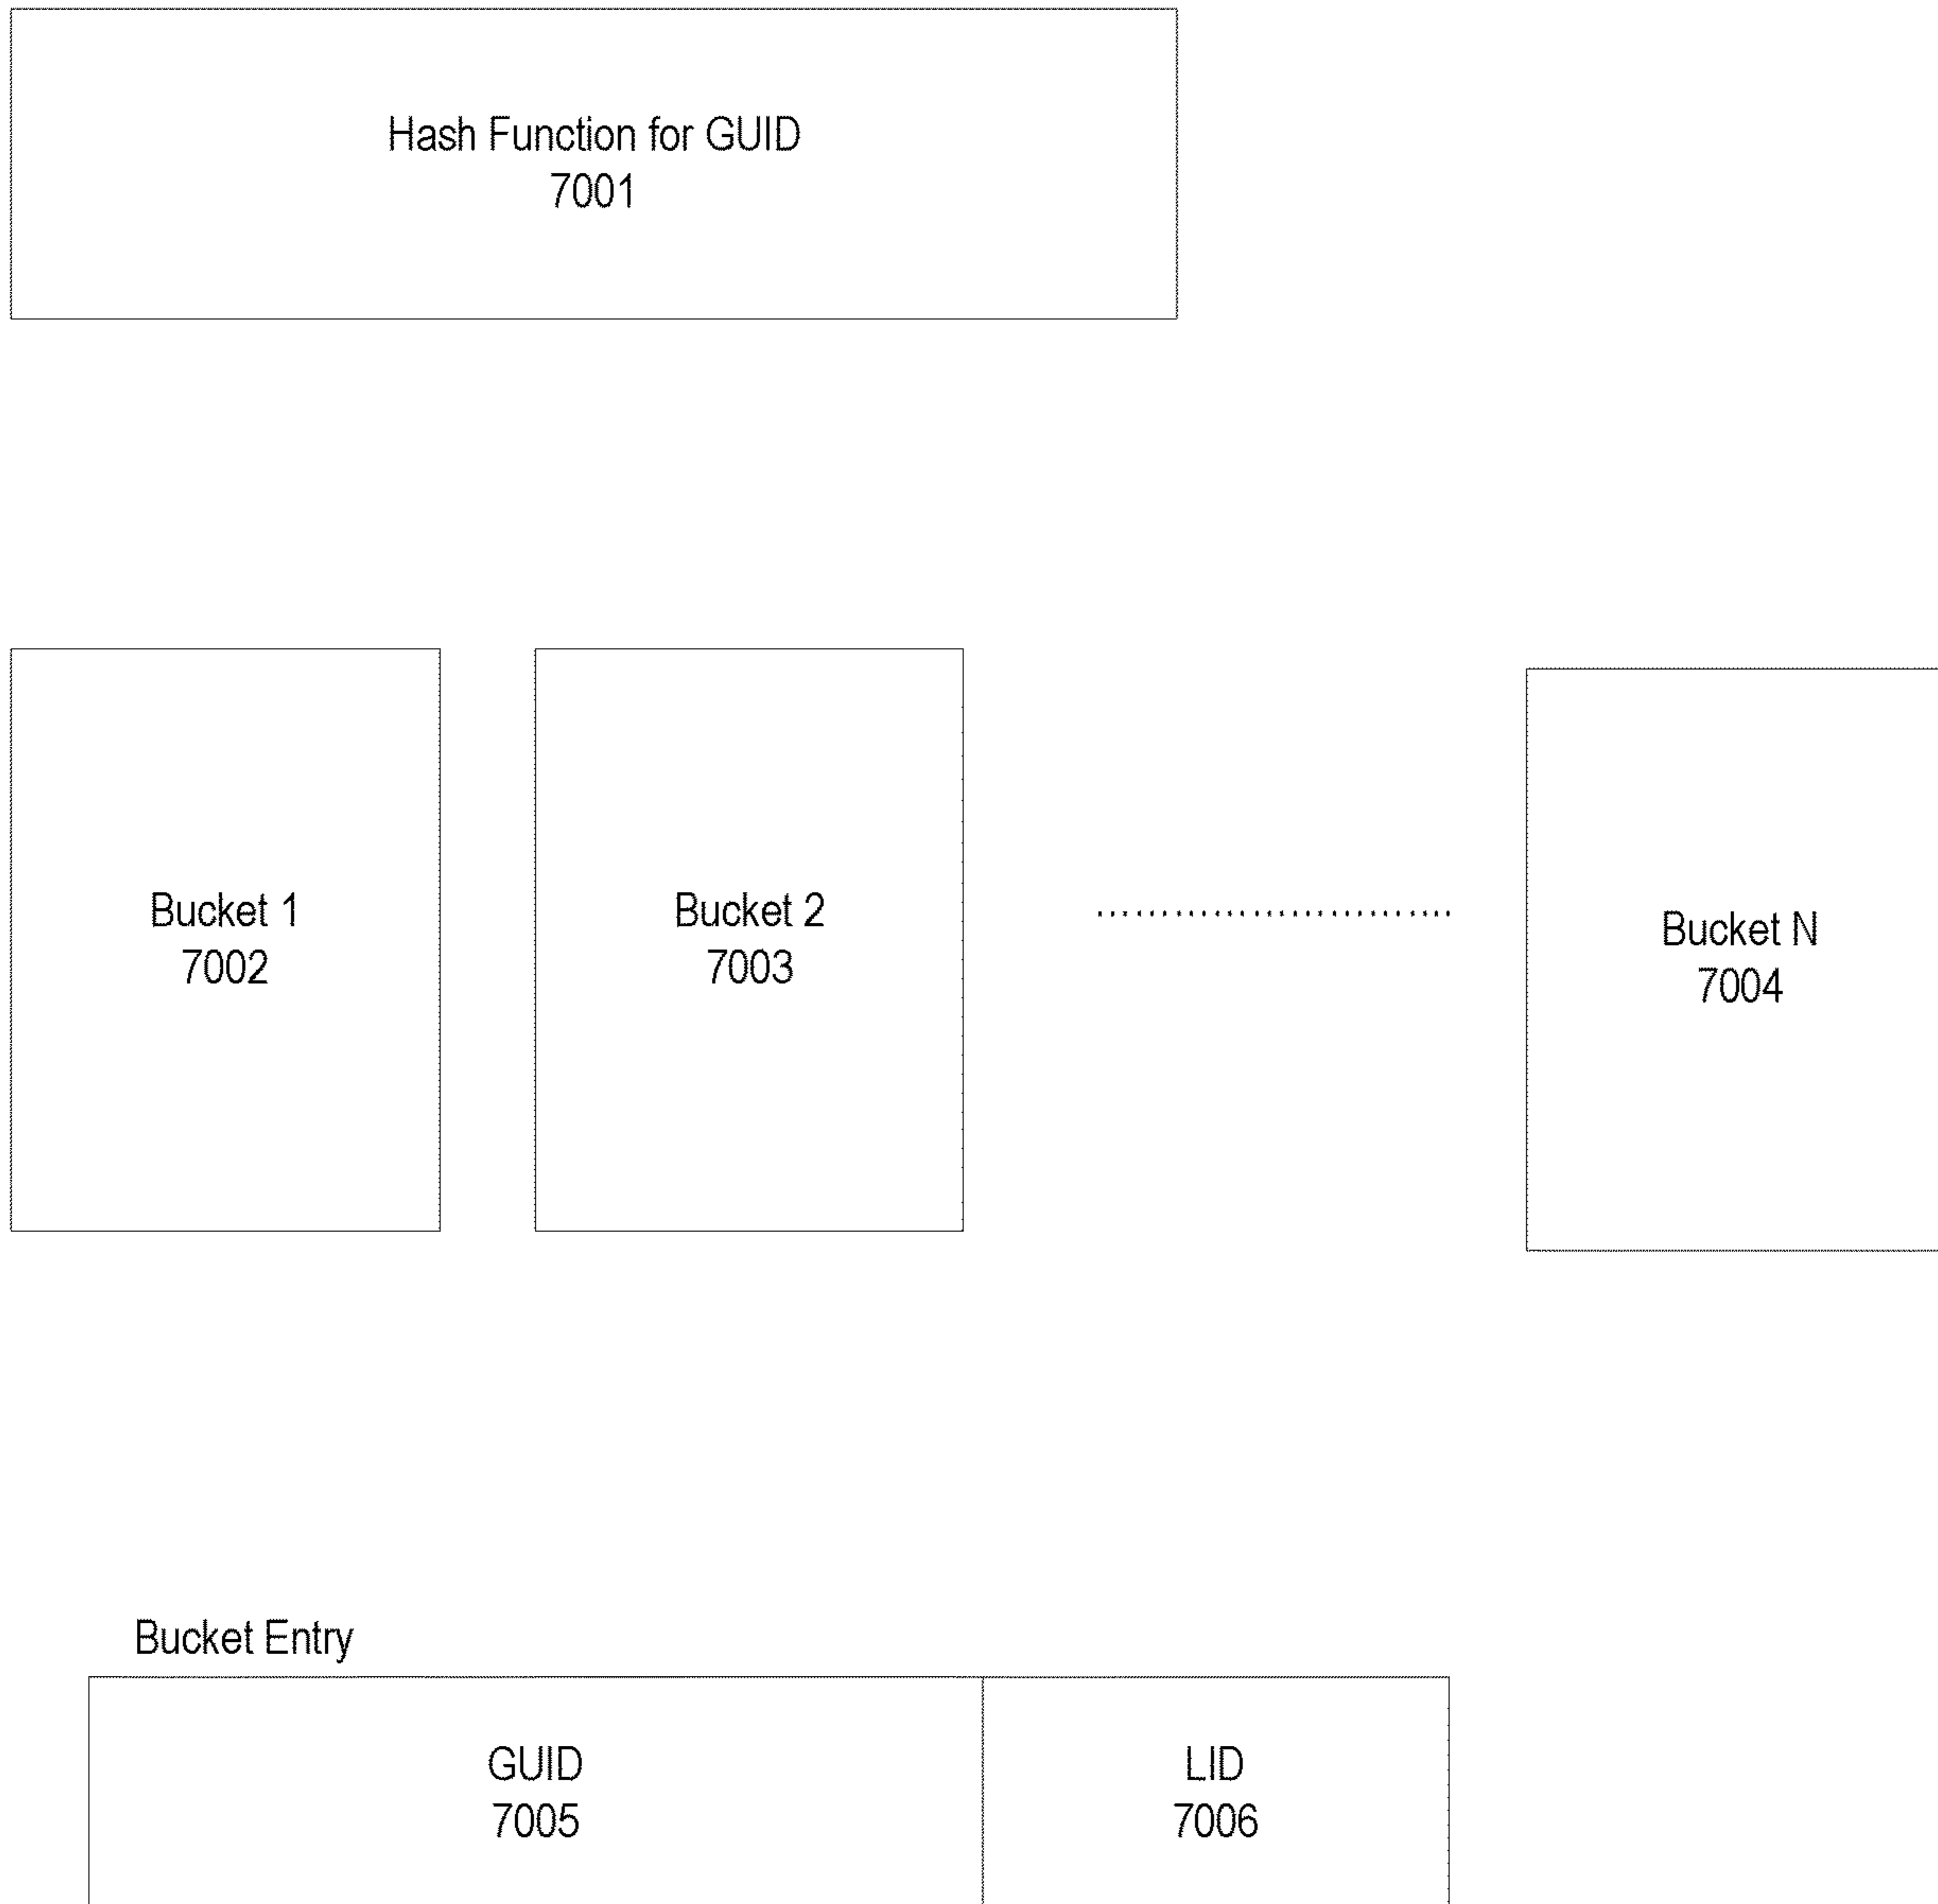 Hash Function for GUID
7001
Bucket 1
7002
Bucket 2
7003
Bucket N
7004
Bucket Entry
GUID
7005
LID
7006